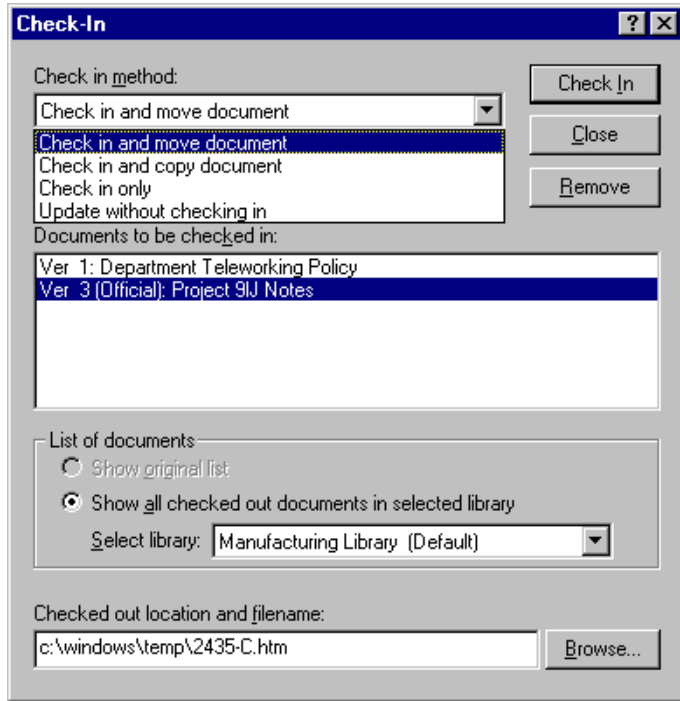 Check-In
Check in method:
Check In
Check in and move document
Close
Check in and move document
Check in and copy document
Check in only
Remove
Update without checking in
Documents to be checked in:
Ver 1: Department Teleworking Policy
Ver 3 (Official): Project 9IJ Notes
List of documents
Show original list
Show all checked out documents in selected library
Select library: Manufacturing Library (Default)
Checked out location and filename:
c:\windows\temp\2435-C.htm
Browse...